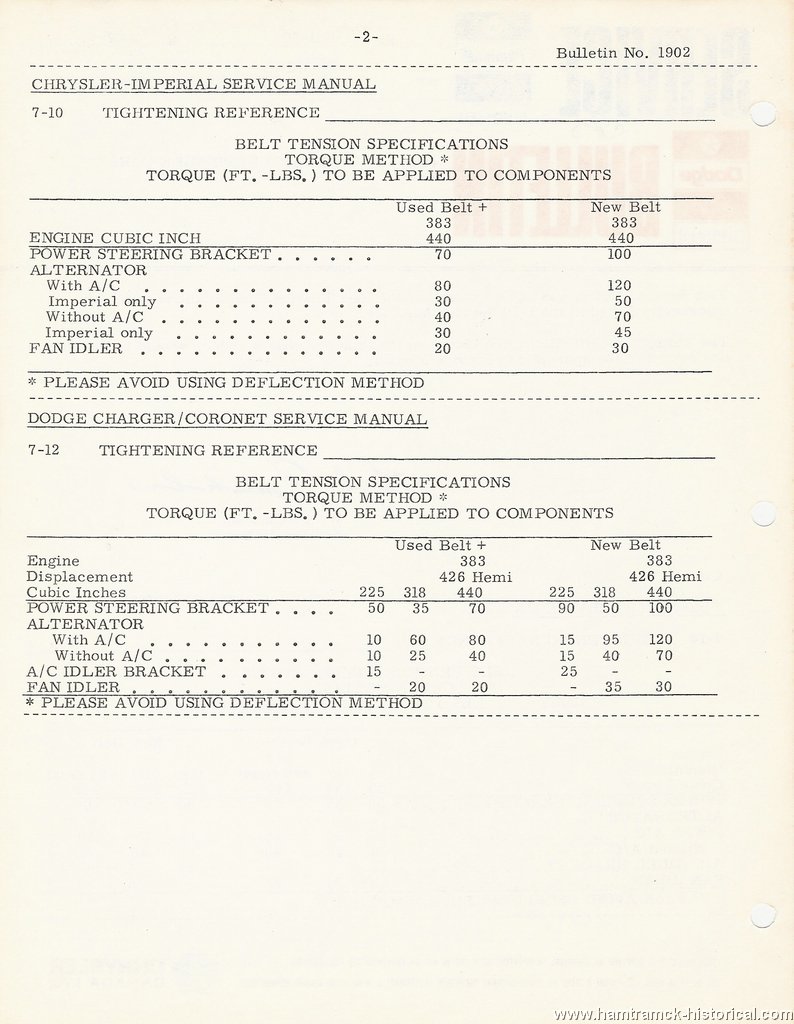 -2-
Bulletin No. 1902
CHRYSLER-IMPERIAL SERVICE MANUAL
7-10 TIGHTENING REFERENCE
BELT TENSION SPECIFICATIONS
TORQUE METHOD *
TORQUE (FT. -LBS.) TO BE APPLIED TO COMPONENTS
Used Belt + New Belt
383 383
ENGINE CUBIC INCH 440 440
POWER STEERING BRACKET . . . . . . 70 100
ALTERNATOR
With A/C . . . . . . . . . . . . . . 80 120
Imperial only . . . . . . . . . . . . 30 50
Without A/C . . . . . . . . . . . . . 40 70
Imperial only . . . . . . . . . . . . 30 45
FAN IDLER . . . . . . . . . . . . . . 20 30
* PLEASE AVOID USING DEFLECTION METHOD
DODGE CHARGER/CORONET SERVICE MANUAL
7-12 TIGHTENING REFERENCE
BELT TENSION SPECIFICATIONS
TORQUE METHOD *
TORQUE (FT. -LBS.) TO BE APPLIED TO COMPONENTS
Used Belt + New Belt
Engine 383 383
Displacement 426 Hemi 426 Hemi
Cubic Inches 225 318 440 225 318 440
POWER STEERING BRACKET . . . . 50 35 70 90 50 100
ALTERNATOR
With A/C . . . . . . . . . . . 10 60 80 15 95 120
Without A/C . . . . . . . . . . 10 25 40 15 40 70
A/C IDLER BRACKET . . . . . . . 15 - - 25 - -
FAN IDLER . . . . . . . . . . . . - 20 20 - 35 30
* PLEASE AVOID USING DEFLECTION METHOD
www.hamtramck-historical.com